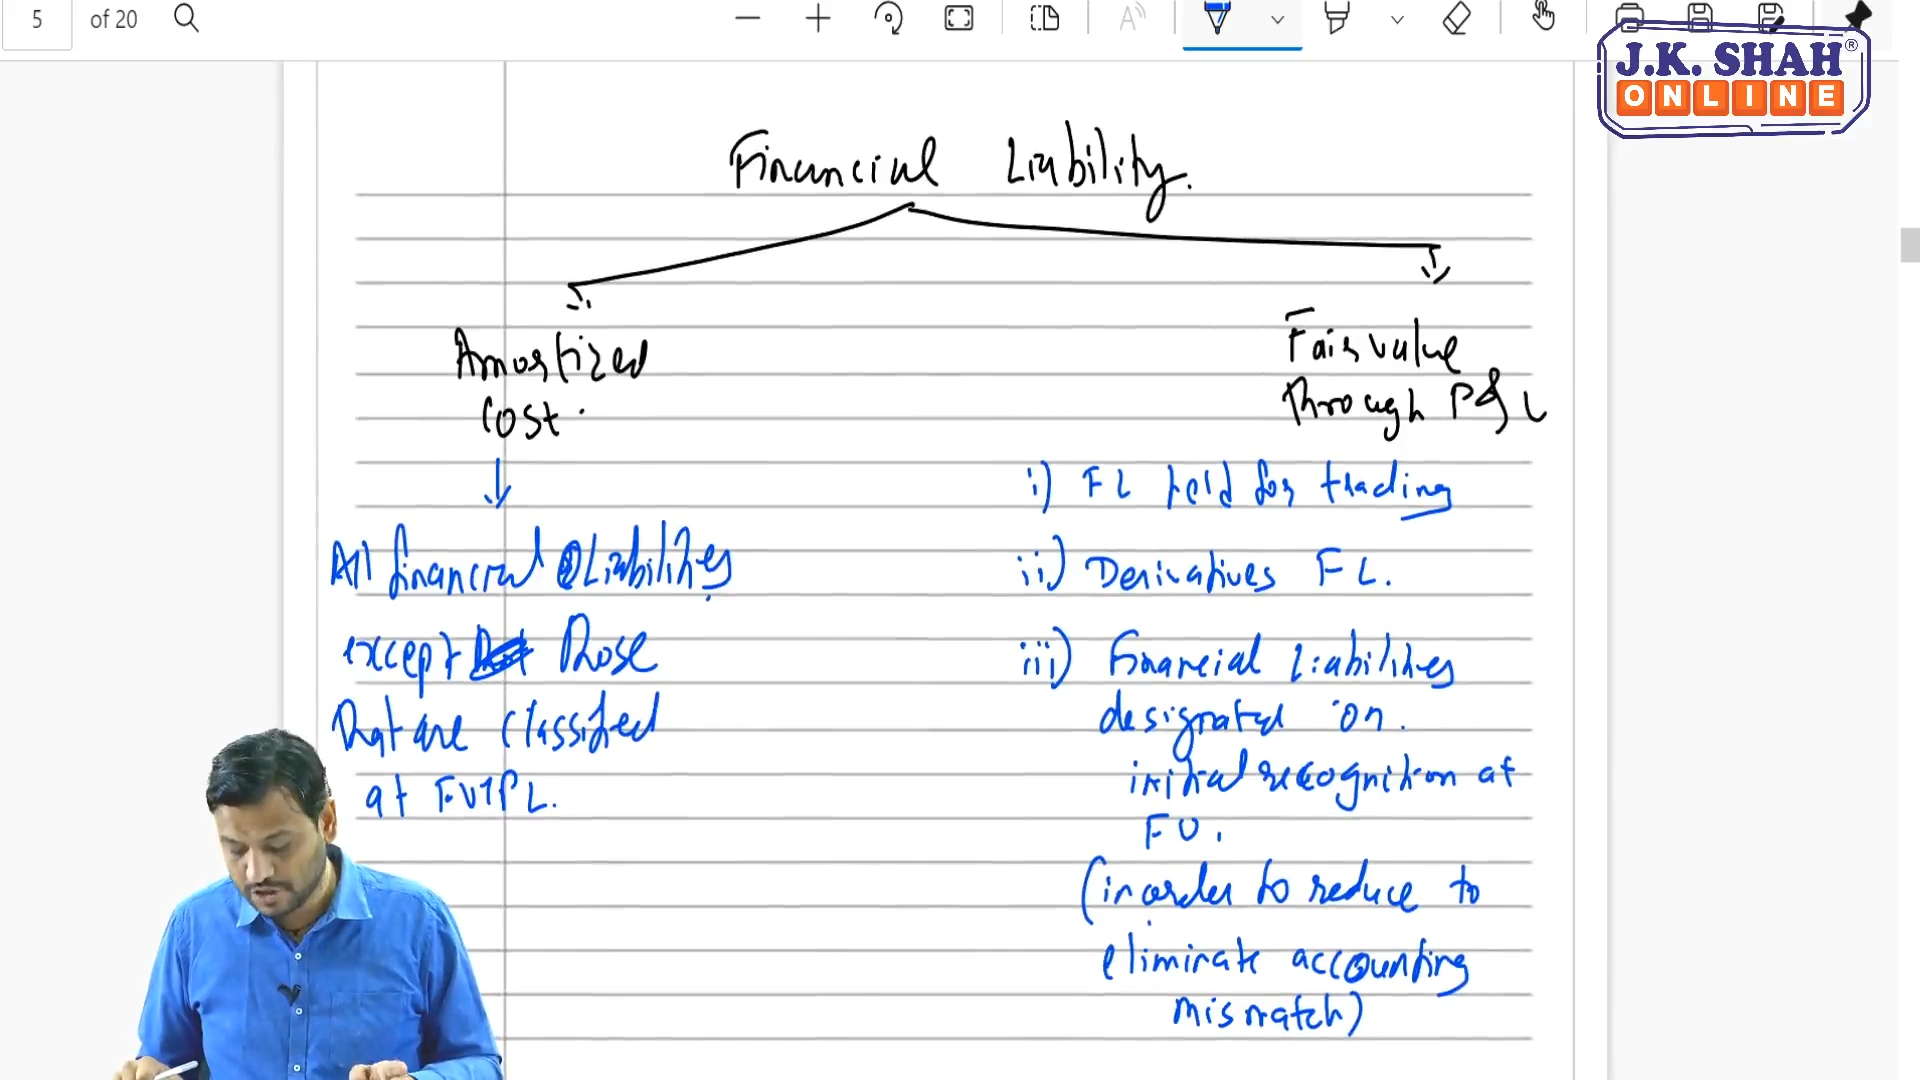 5 of 20
J.K. SHAH®
ONLINE
Financial Liability.
Amortized
Cost.
Fair value
Through P & L
All financial Liabilities
except Those
That are classified
at FVTPL.
i) FL held for trading
ii) Derivatives FL.
iii) Financial Liabilities
designated on
initial recognition at
FV.
(in order to reduce to
eliminate accounting
mismatch)